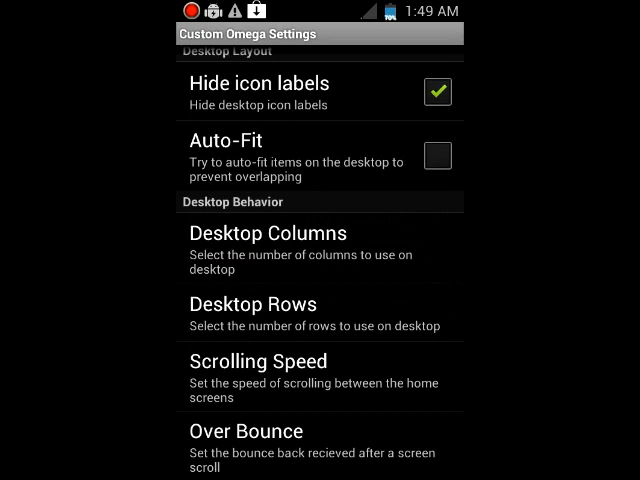 1:49 AM
Custom Omega Settings
Desktop Layout
Hide icon labels
Hide desktop icon labels
Auto-Fit
Try to auto-fit items on the desktop to
prevent overlapping
Desktop Behavior
Desktop Columns
Select the number of columns to use on
desktop
Desktop Rows
Select the number of rows to use on desktop
Scrolling Speed
Set the speed of scrolling between the home
screens
Over Bounce
Set the bounce back recieved after a screen
scroll